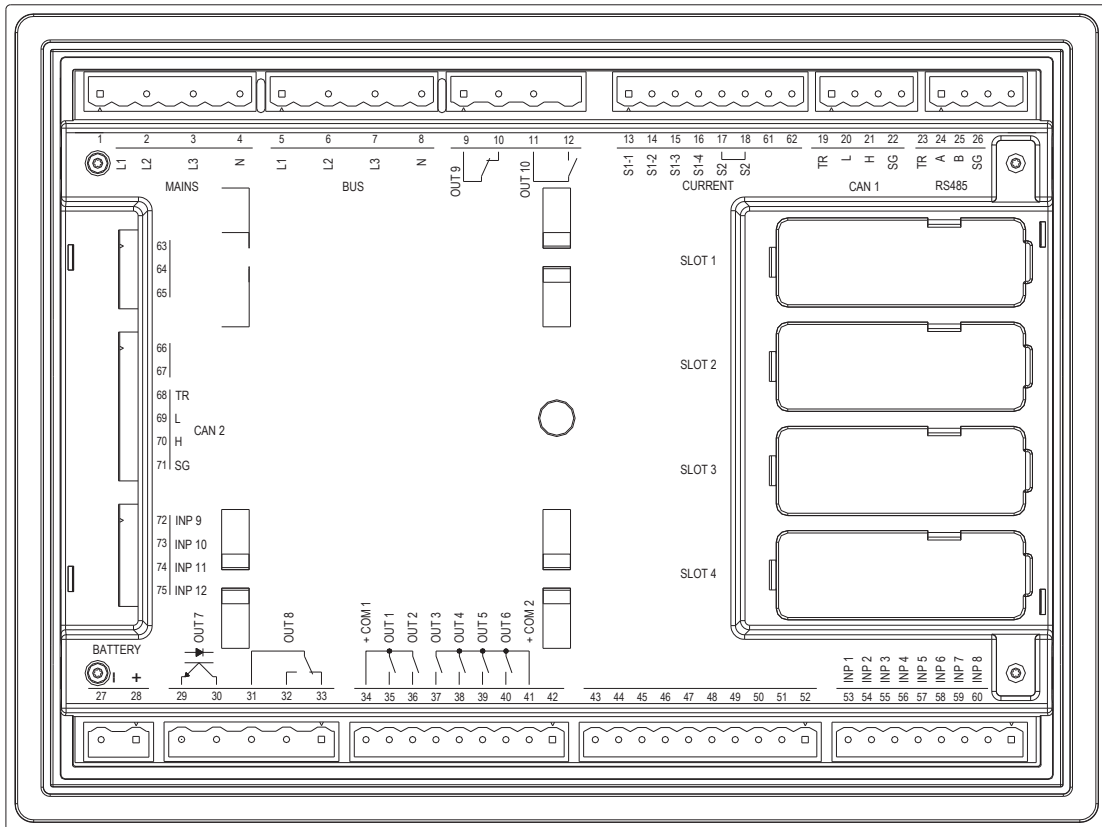 1 2 3 4 5 6 7 8 9 10 11 12 13 14 15 16 17 18 61 62 19 20 21 22 23 24 25 26
L1 L2 L3 N L1 L2 L3 N OUT 9 OUT 10 S1-1 S1-2 S1-3 S1-4 S2 S2 TR L H SG TR A B SG
MAINS BUS CURRENT CAN 1 RS485
63
64
65
SLOT 1
66
67
68 TR
69 L
70 H
71 SG
CAN 2
SLOT 2
SLOT 3
72 INP 9
73 INP 10
74 INP 11
75 INP 12
SLOT 4
BATTERY OUT 7 OUT 8 + COM 1 OUT 1 OUT 2 OUT 3 OUT 4 OUT 5 OUT 6 + COM 2
– + INP 1 INP 2 INP 3 INP 4 INP 5 INP 6 INP 7 INP 8
27 28 29 30 31 32 33 34 35 36 37 38 39 40 41 42 43 44 45 46 47 48 49 50 51 52 53 54 55 56 57 58 59 60